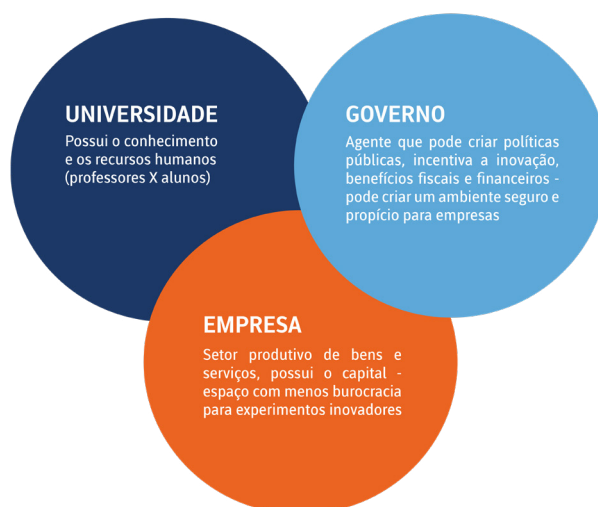 UNIVERSIDADE
Possui o conhecimento
e os recursos humanos
(professores X alunos)
GOVERNO
Agente que pode criar políticas
públicas, incentiva a inovação,
benefícios fiscais e financeiros -
pode criar um ambiente seguro e
propício para empresas
EMPRESA
Setor produtivo de bens e
serviços, possui o capital -
espaço com menos burocracia
para experimentos inovadores